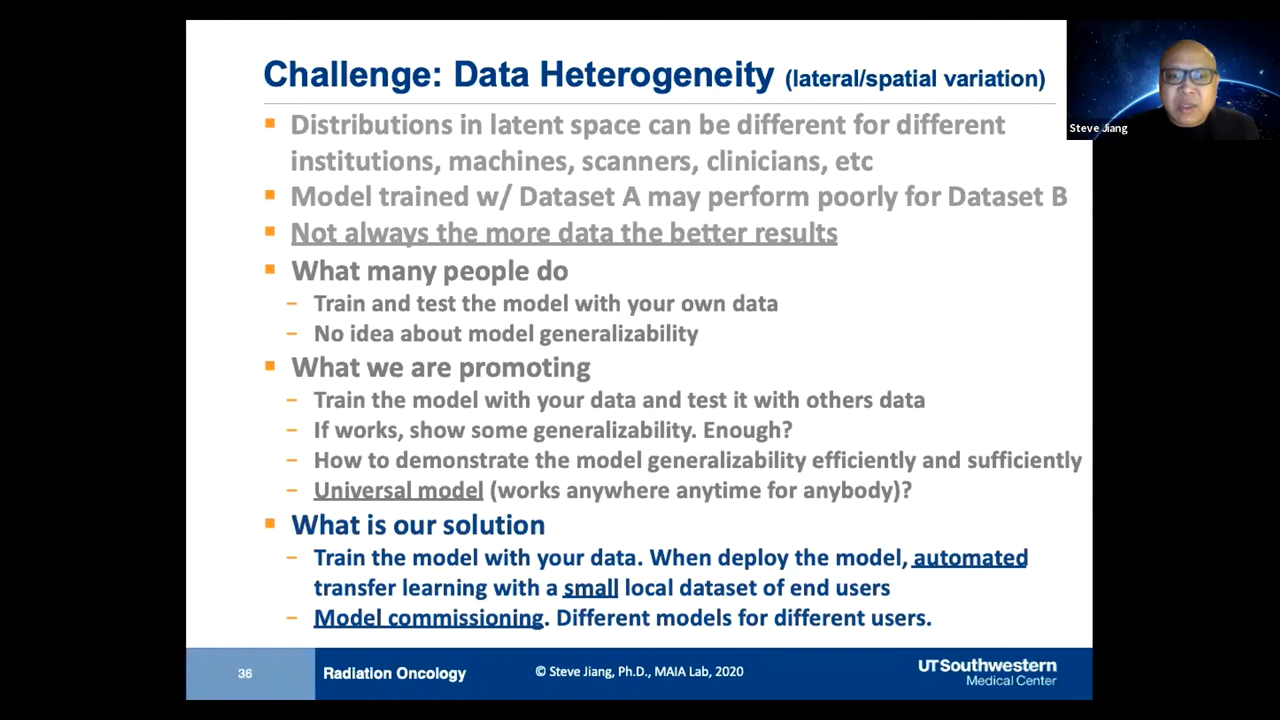 Challenge: Data Heterogeneity (lateral/spatial variation)
Steve Jiang
▪ Distributions in latent space can be different for different
institutions, machines, scanners, clinicians, etc
▪ Model trained w/ Dataset A may perform poorly for Dataset B
▪ Not always the more data the better results
▪ What many people do
– Train and test the model with your own data
– No idea about model generalizability
▪ What we are promoting
– Train the model with your data and test it with others data
– If works, show some generalizability. Enough?
– How to demonstrate the model generalizability efficiently and sufficiently
– Universal model (works anywhere anytime for anybody)?
▪ What is our solution
– Train the model with your data. When deploy the model, automated
transfer learning with a small local dataset of end users
– Model commissioning. Different models for different users.
36
Radiation Oncology
© Steve Jiang, Ph.D., MAIA Lab, 2020
UTSouthwestern
Medical Center